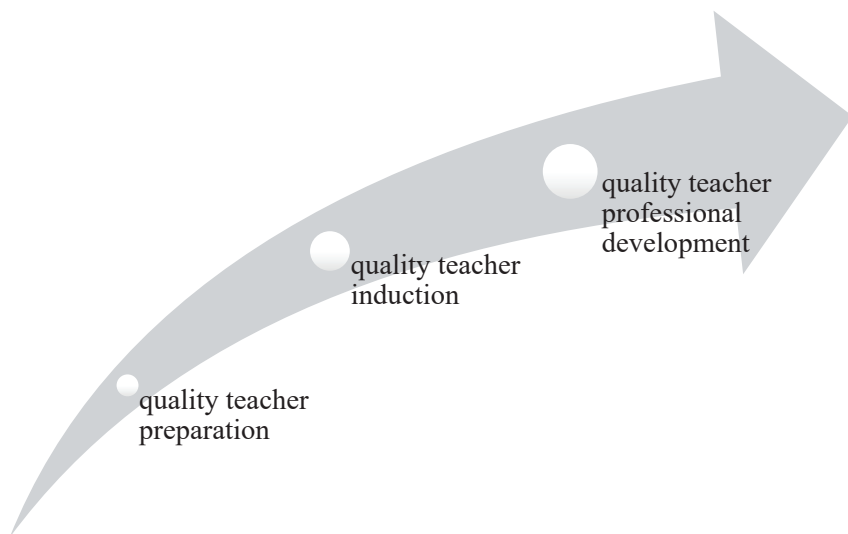 quality teacher
professional
development
quality teacher
induction
quality teacher
preparation